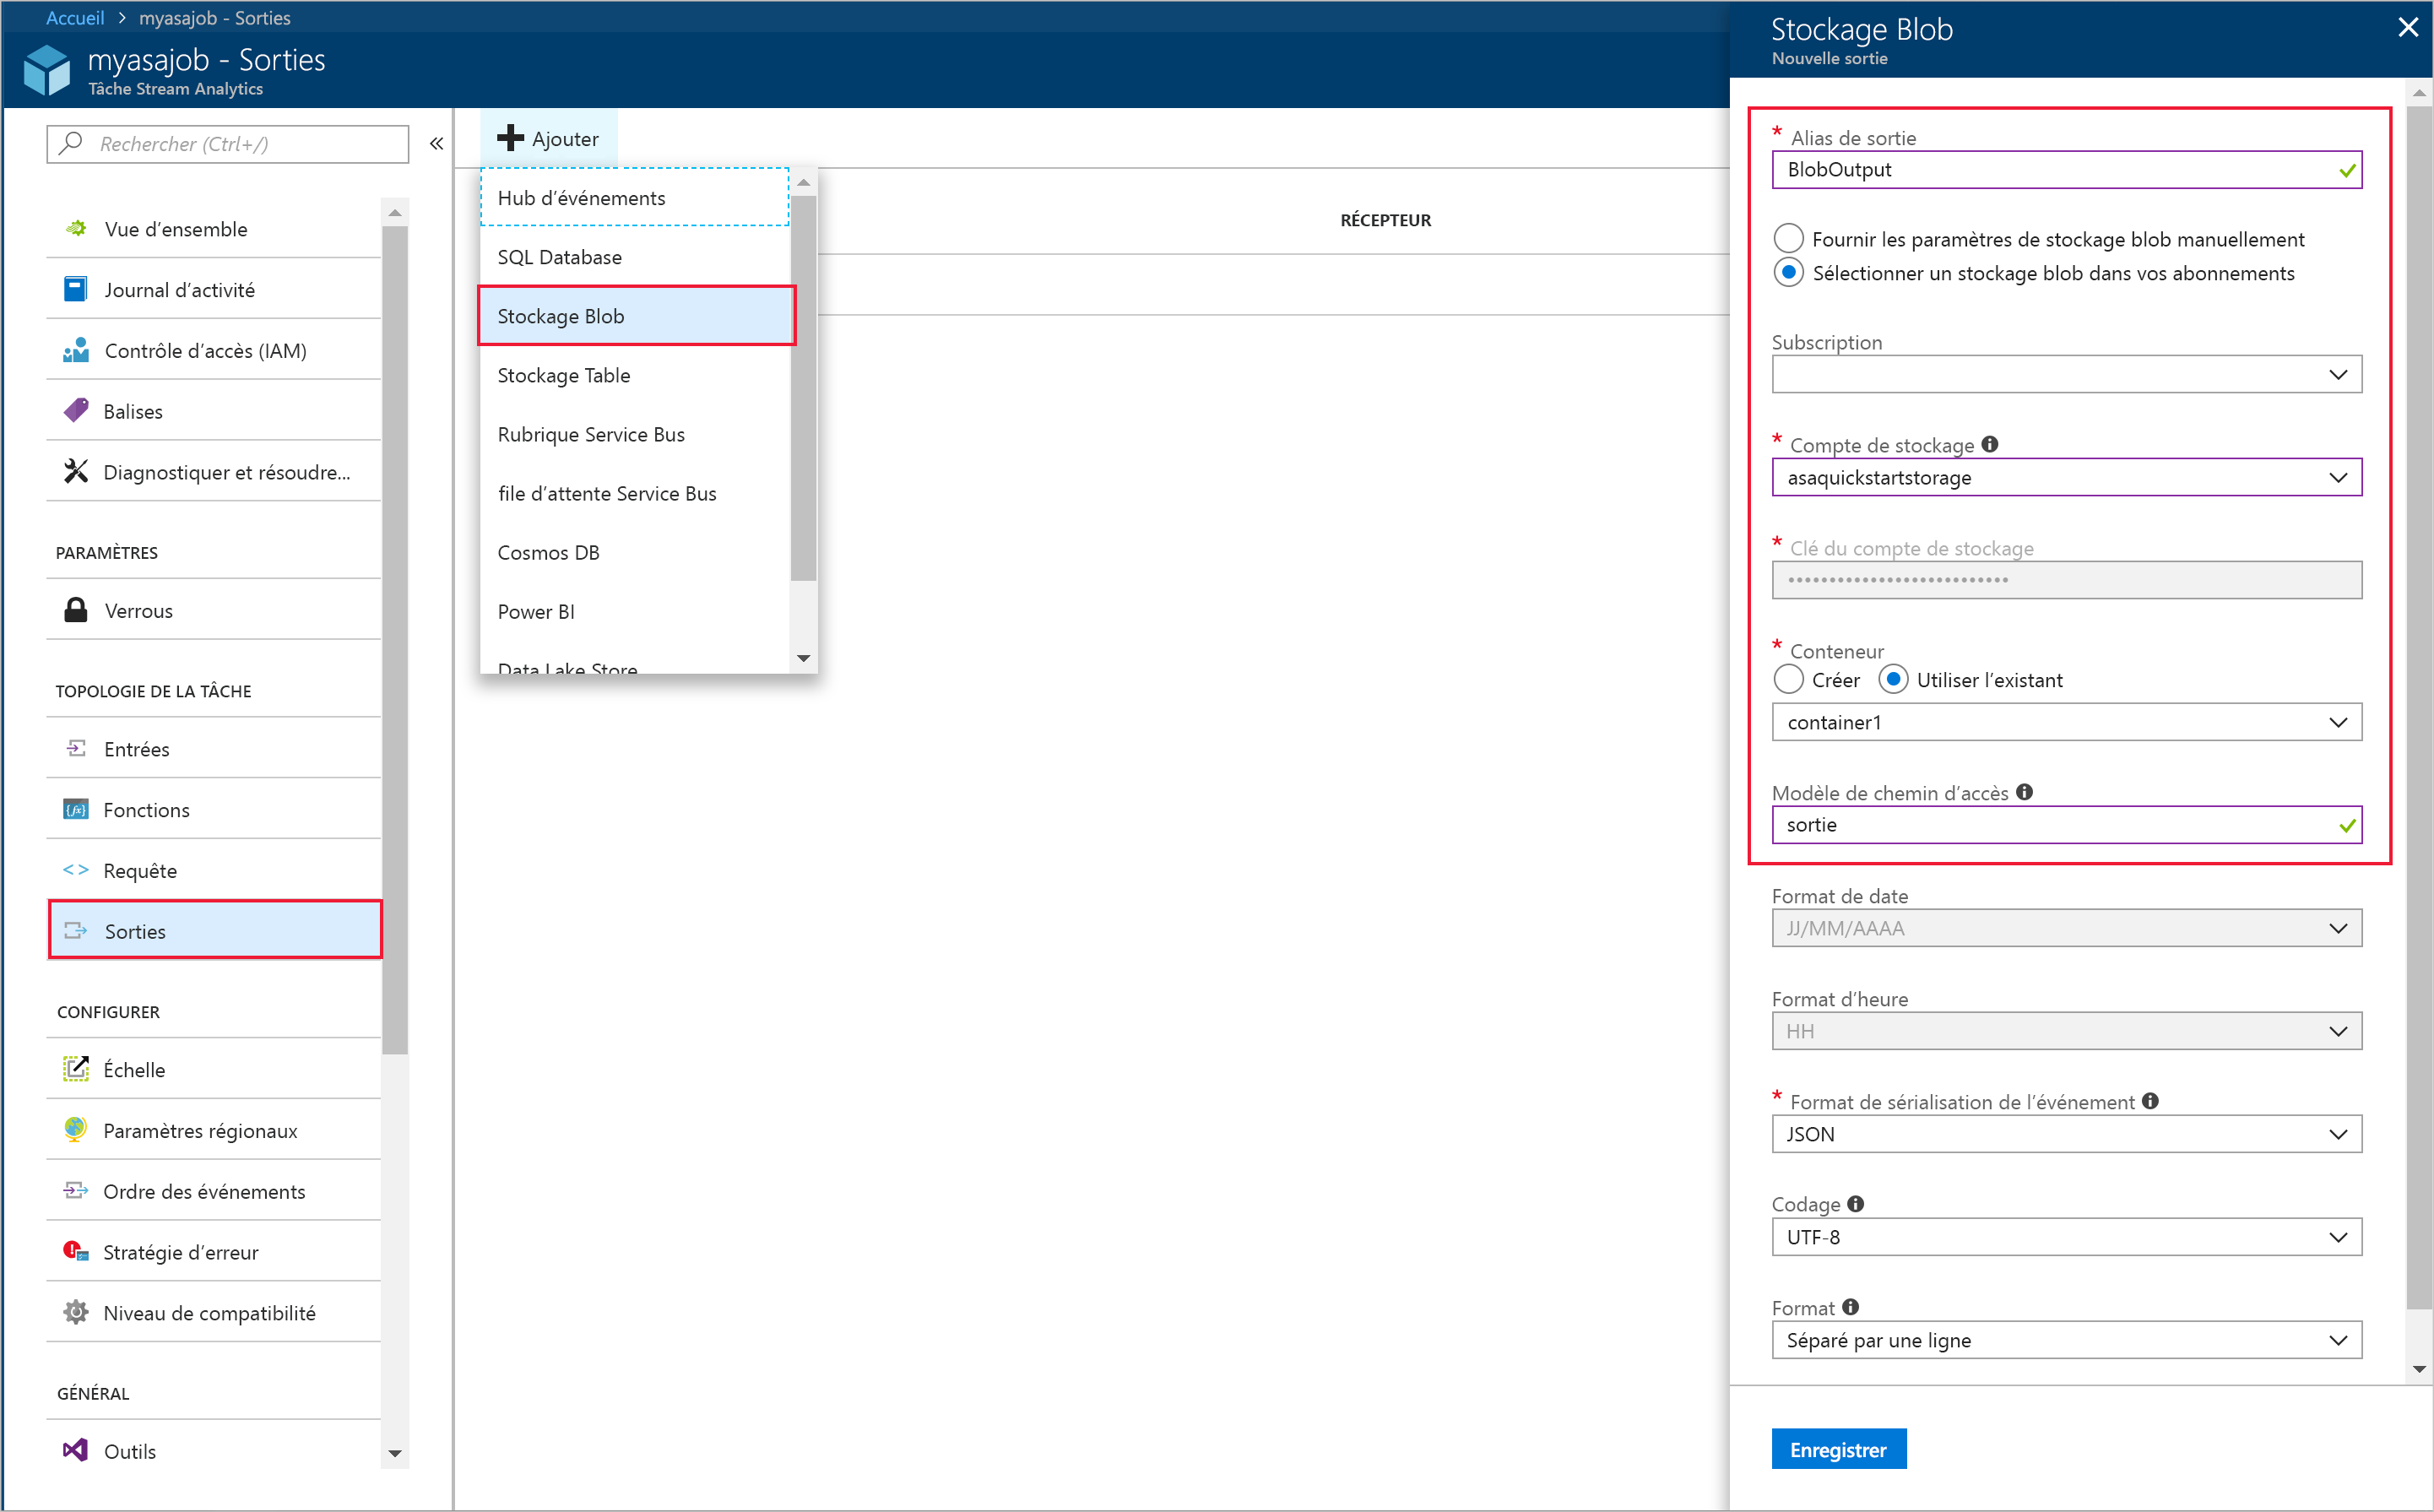 Accueil > myasajob - Sorties
myasajob - Sorties
Tâche Stream Analytics
Rechercher (Ctrl+/)
«
Vue d’ensemble
Journal d’activité
Contrôle d’accès (IAM)
Balises
Diagnostiquer et résoudre...
PARAMÈTRES
Verrous
TOPOLOGIE DE LA TÂCHE
Entrées
Fonctions
Requête
Sorties
CONFIGURER
Échelle
Paramètres régionaux
Ordre des événements
Stratégie d’erreur
Niveau de compatibilité
GÉNÉRAL
Outils
Ajouter
Hub d’événements
SQL Database
Stockage Blob
Stockage Table
Rubrique Service Bus
file d’attente Service Bus
Cosmos DB
Power BI
Data Lake Store
RÉCEPTEUR
Stockage Blob
Nouvelle sortie
* Alias de sortie
BlobOutput
Fournir les paramètres de stockage blob manuellement
Sélectionner un stockage blob dans vos abonnements
Subscription
* Compte de stockage
asaquickstartstorage
* Clé du compte de stockage
•••••••••••••••••••••••••••
* Conteneur
Créer Utiliser l’existant
container1
Modèle de chemin d’accès
sortie
Format de date
JJ/MM/AAAA
Format d’heure
HH
* Format de sérialisation de l’événement
JSON
Codage
UTF-8
Format
Séparé par une ligne
Enregistrer